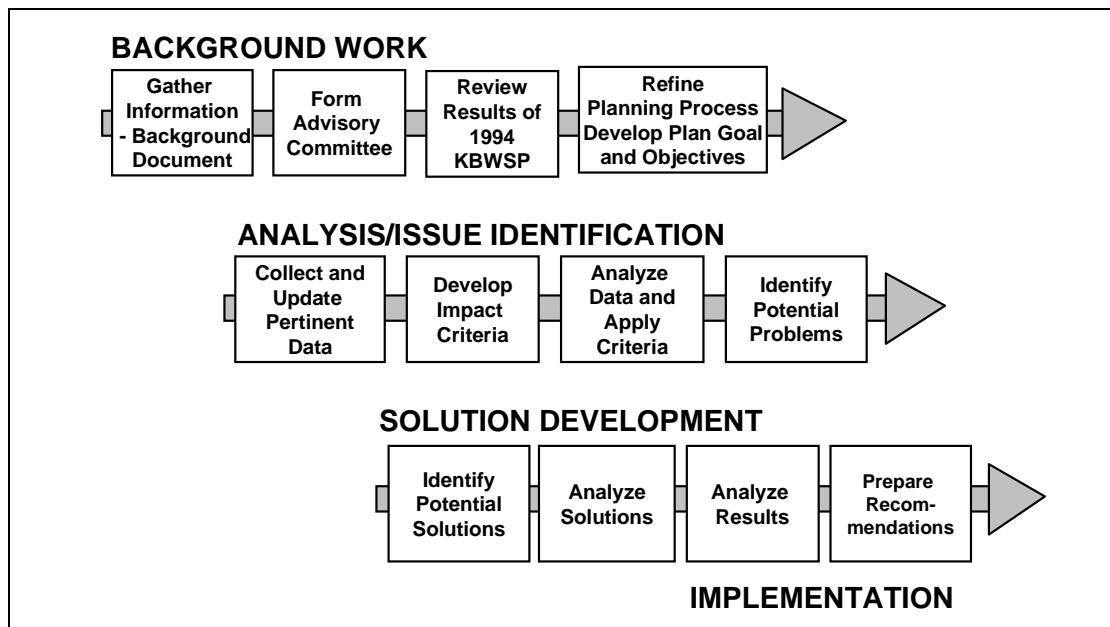 BACKGROUND WORK
Gather
Information
- Background
Document
Form
Advisory
Committee
Review
Results of
1994
KBWSP
Refine
Planning Process
Develop Plan Goal
and Objectives
ANALYSIS/ISSUE IDENTIFICATION
Collect and
Update
Pertinent
Data
Develop
Impact
Criteria
Analyze
Data and
Apply
Criteria
Identify
Potential
Problems
SOLUTION DEVELOPMENT
Identify
Potential
Solutions
Analyze
Solutions
Analyze
Results
Prepare
Recom-
mendations
IMPLEMENTATION